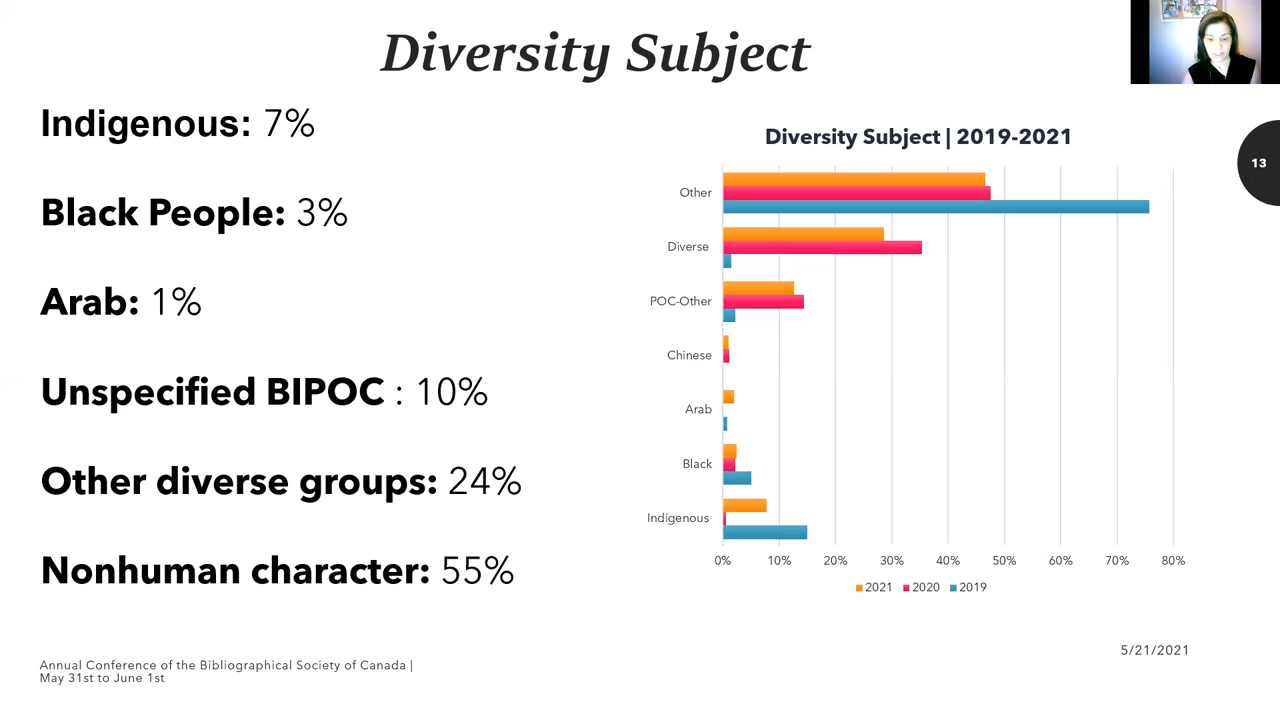 Diversity Subject
Indigenous: 7%
Black People: 3%
Arab: 1%
Unspecified BIPOC : 10%
Other diverse groups: 24%
Nonhuman character: 55%
Diversity Subject | 2019-2021
Other
Diverse
POC-Other
Chinese
Arab
Black
Indigenous
0% 10% 20% 30% 40% 50% 60% 70% 80%
2021 2020 2019
13
5/21/2021
Annual Conference of the Bibliographical Society of Canada |
May 31st to June 1st